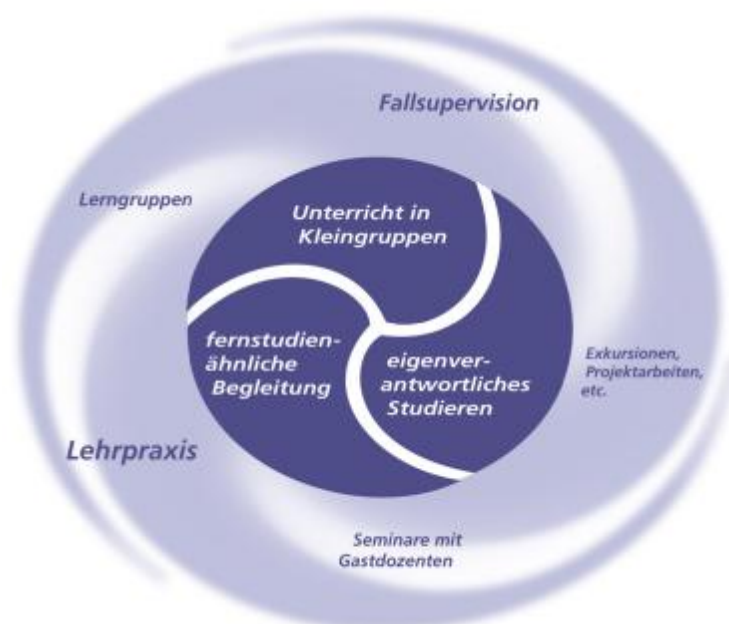 Fallsupervision
Lerngruppen
Unterricht in
Kleingruppen
fernstudien-
ähnliche
Begleitung
eigenver-
antwortliches
Studieren
Exkursionen,
Projektarbeiten,
etc.
Lehrpraxis
Seminare mit
Gastdozenten